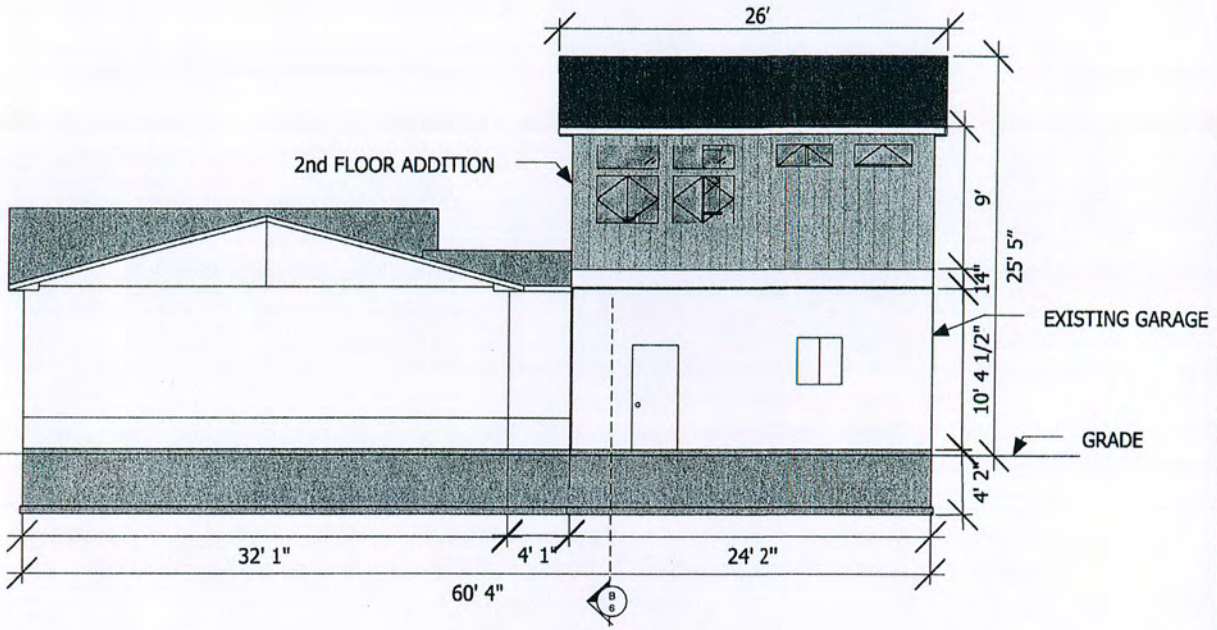 26'
2nd FLOOR ADDITION
9'
25' 5"
14"
EXISTING GARAGE
10' 4 1/2"
GRADE
4' 2"
32' 1"
4' 1"
24' 2"
60' 4"
B
6